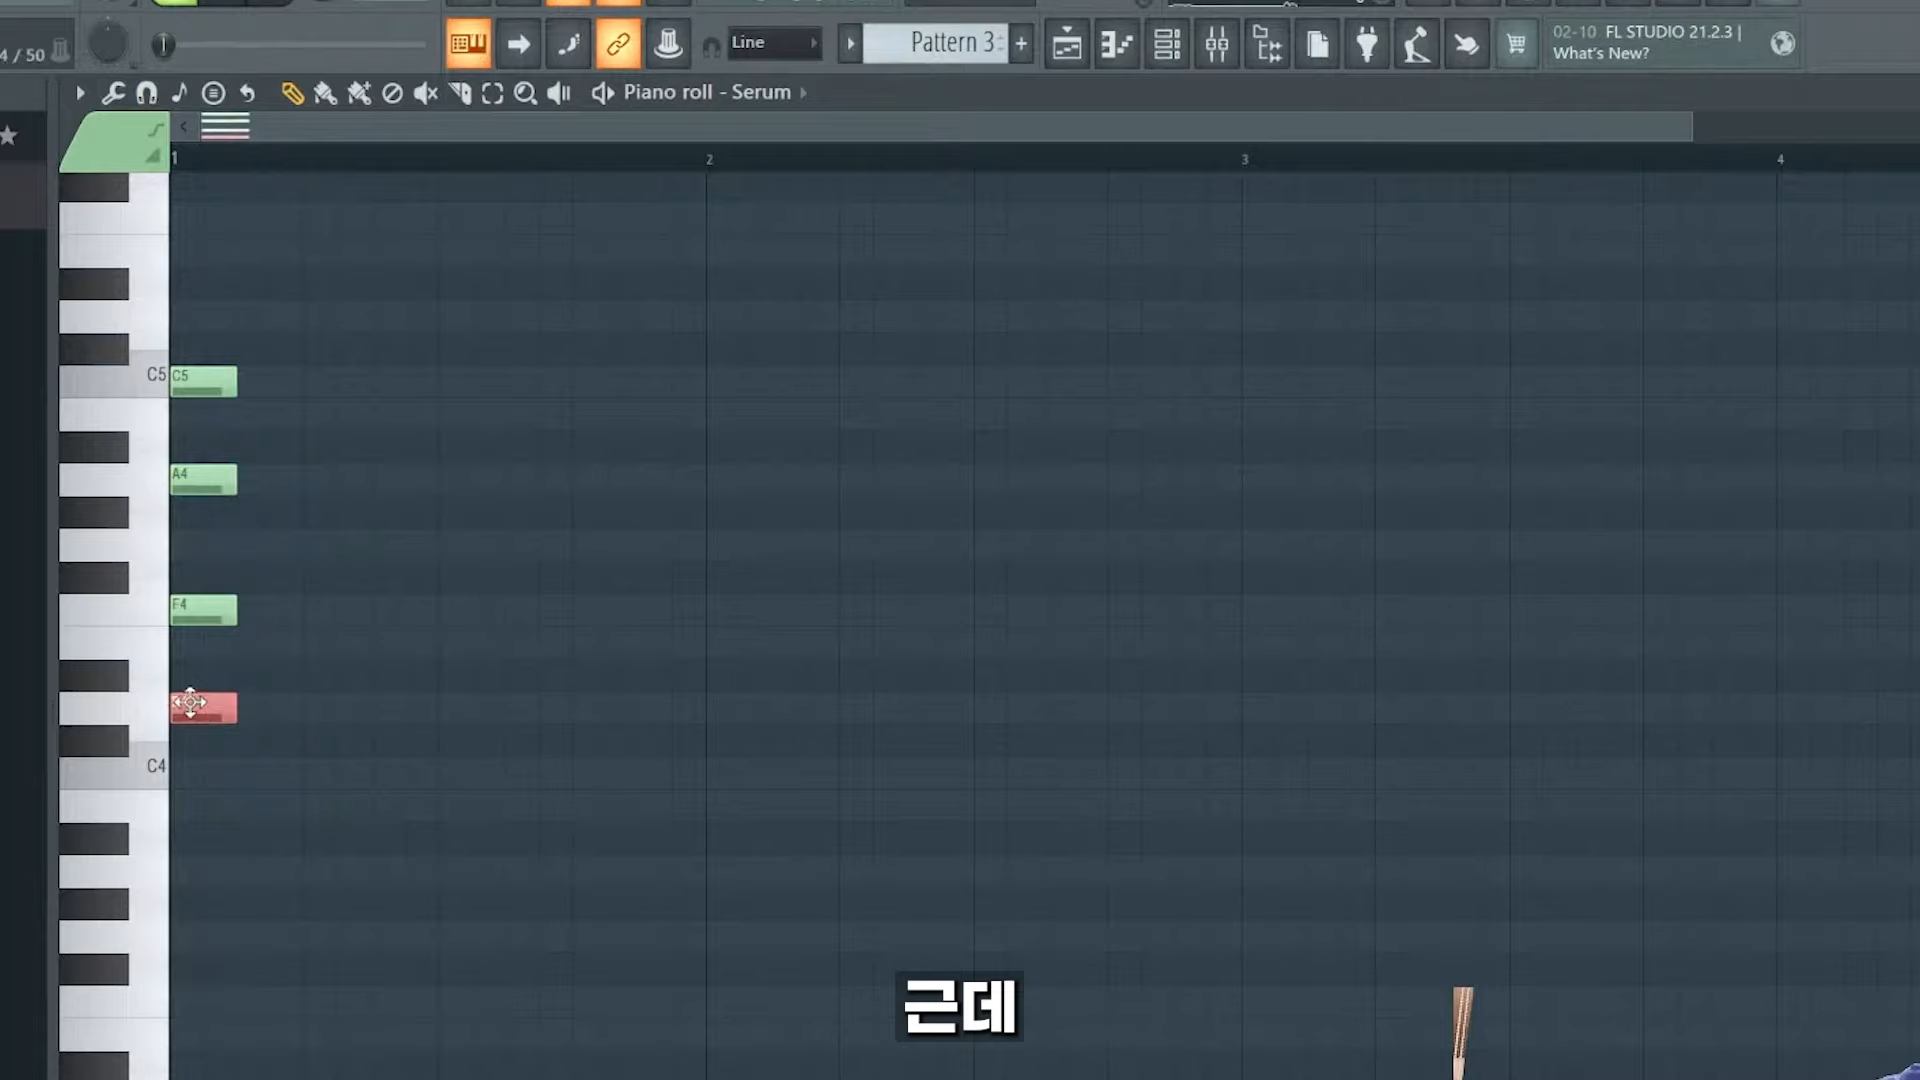 4 / 50
Line
Pattern 3
02-10 FL STUDIO 21.2.3 |
What's New?
Piano roll - Serum
1
2
3
4
C5
C5
A4
F4
C4
근데